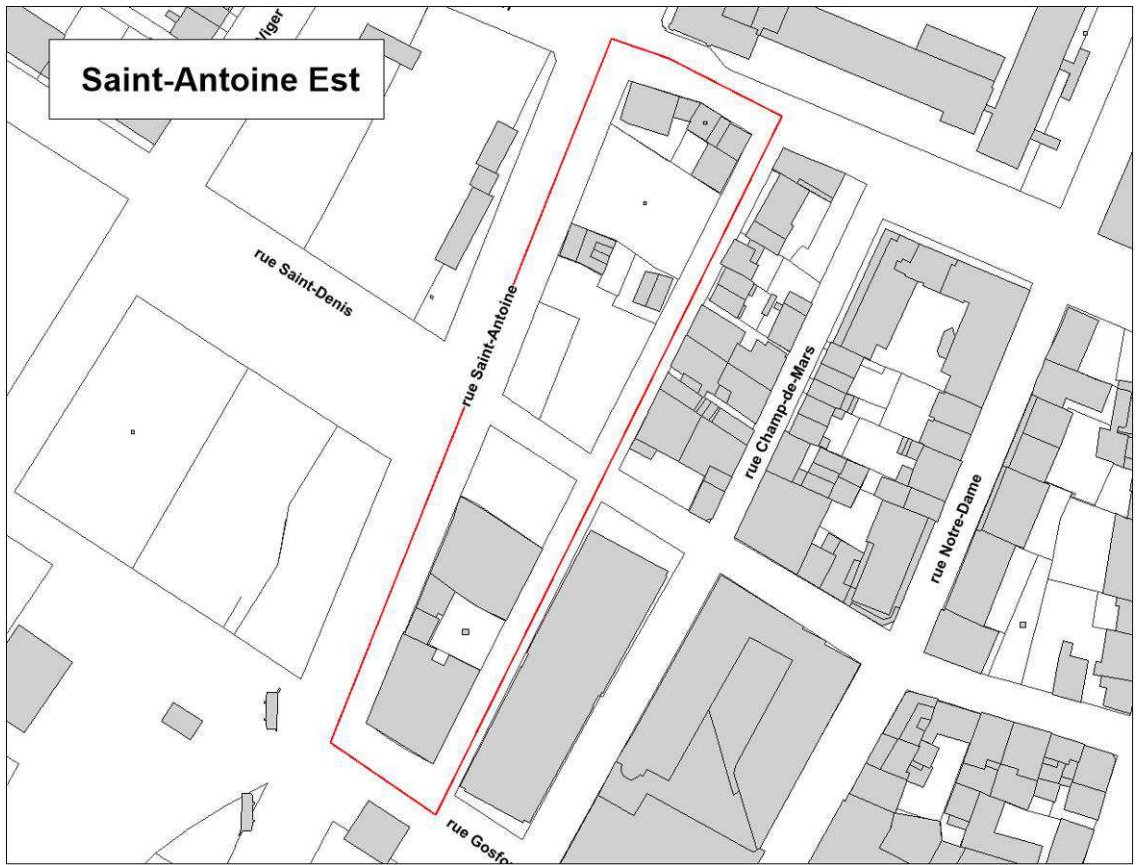 Saint-Antoine Est
rue Saint-Denis
rue Saint-Antoine
rue Champ-de-Mars
rue Notre-Dame